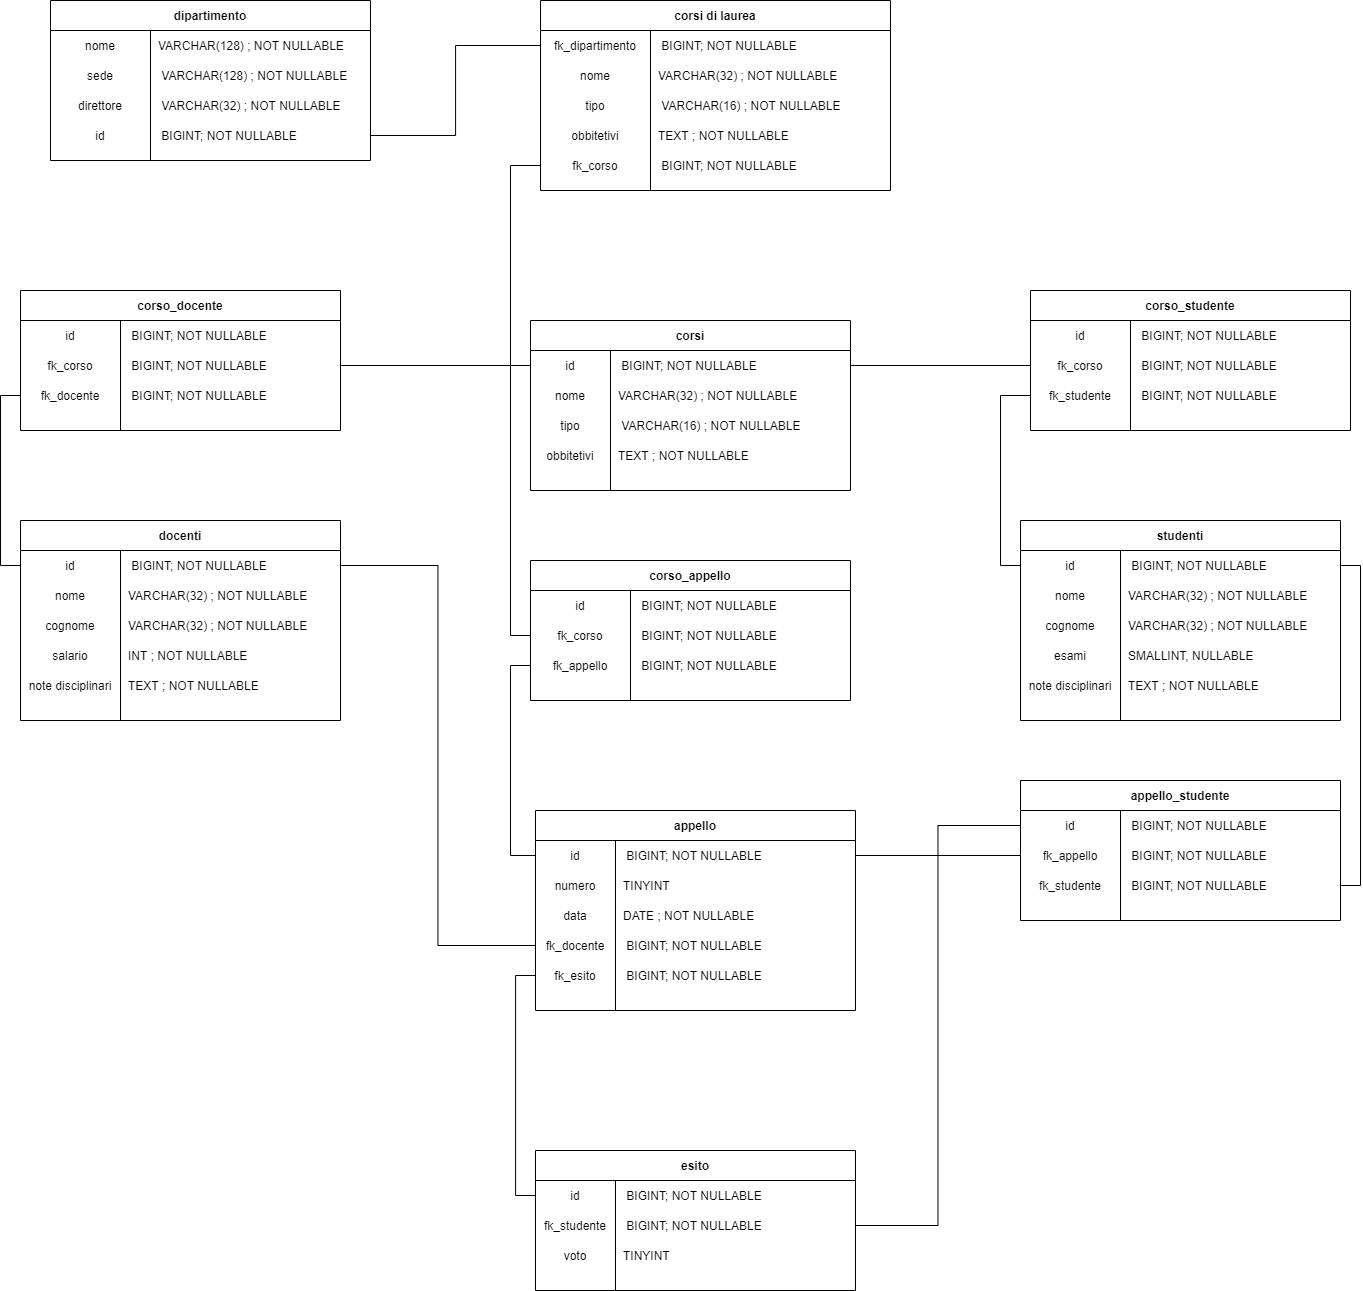 dipartimento
nome VARCHAR(128) ; NOT NULLABLE
sede VARCHAR(128) ; NOT NULLABLE
direttore VARCHAR(32) ; NOT NULLABLE
id BIGINT; NOT NULLABLE
corsi di laurea
fk_dipartimento BIGINT; NOT NULLABLE
nome VARCHAR(32) ; NOT NULLABLE
tipo VARCHAR(16) ; NOT NULLABLE
obbitetivi TEXT ; NOT NULLABLE
fk_corso BIGINT; NOT NULLABLE
corso_docente
id BIGINT; NOT NULLABLE
fk_corso BIGINT; NOT NULLABLE
fk_docente BIGINT; NOT NULLABLE
corsi
id BIGINT; NOT NULLABLE
nome VARCHAR(32) ; NOT NULLABLE
tipo VARCHAR(16) ; NOT NULLABLE
obbitetivi TEXT ; NOT NULLABLE
corso_studente
id BIGINT; NOT NULLABLE
fk_corso BIGINT; NOT NULLABLE
fk_studente BIGINT; NOT NULLABLE
docenti
id BIGINT; NOT NULLABLE
nome VARCHAR(32) ; NOT NULLABLE
cognome VARCHAR(32) ; NOT NULLABLE
salario INT ; NOT NULLABLE
note disciplinari TEXT ; NOT NULLABLE
corso_appello
id BIGINT; NOT NULLABLE
fk_corso BIGINT; NOT NULLABLE
fk_appello BIGINT; NOT NULLABLE
studenti
id BIGINT; NOT NULLABLE
nome VARCHAR(32) ; NOT NULLABLE
cognome VARCHAR(32) ; NOT NULLABLE
esami SMALLINT, NULLABLE
note disciplinari TEXT ; NOT NULLABLE
appello
id BIGINT; NOT NULLABLE
numero TINYINT
data DATE ; NOT NULLABLE
fk_docente BIGINT; NOT NULLABLE
fk_esito BIGINT; NOT NULLABLE
appello_studente
id BIGINT; NOT NULLABLE
fk_appello BIGINT; NOT NULLABLE
fk_studente BIGINT; NOT NULLABLE
esito
id BIGINT; NOT NULLABLE
fk_studente BIGINT; NOT NULLABLE
voto TINYINT